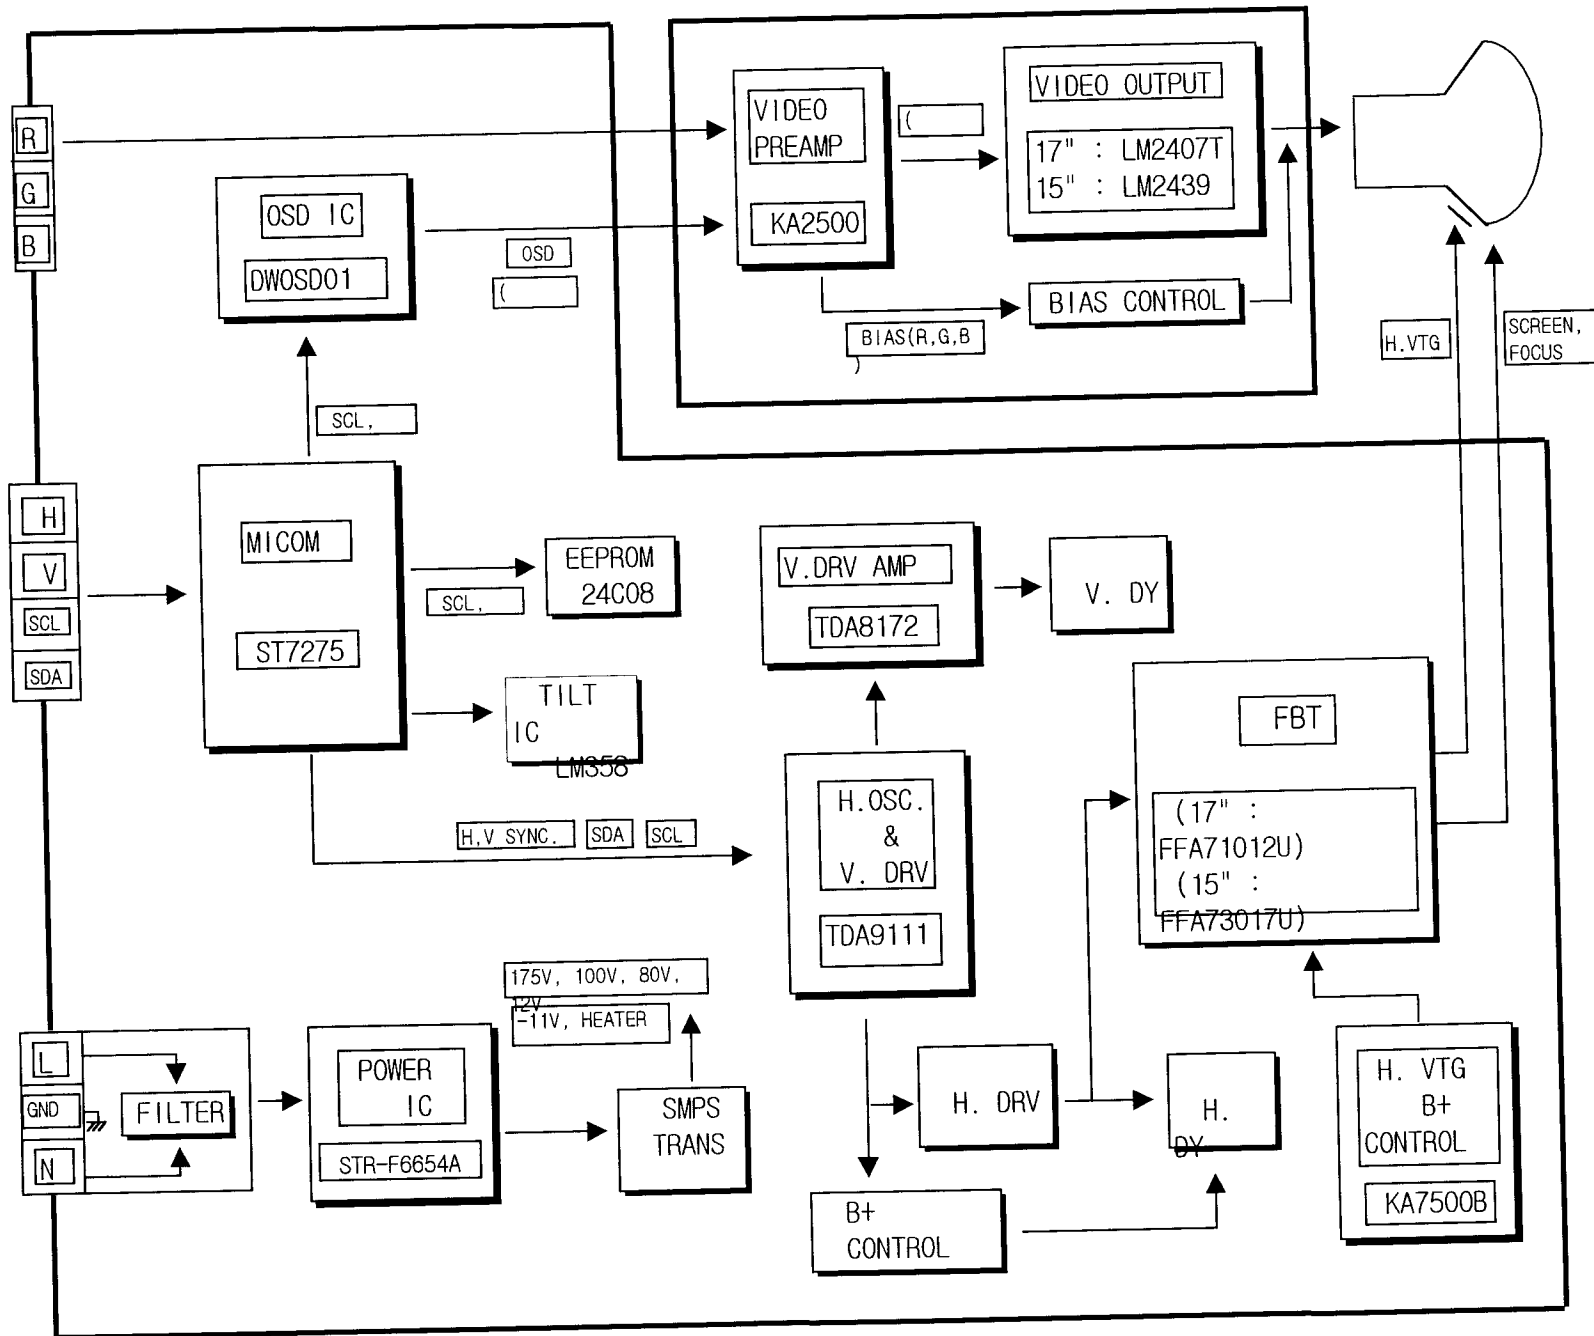 R
G
B
OSD IC
DWOSD01
OSD
(
VIDEO
PREAMP
KA2500
(
VIDEO OUTPUT
17" : LM2407T
15" : LM2439
BIAS CONTROL
BIAS(R,G,B
)
H.VTG
SCREEN,
FOCUS
SCL,
H
V
SCL
SDA
MICOM
ST7275
SCL,
EEPROM
24C08
TILT
IC
LM358
H,V SYNC.
SDA
SCL
V.DRV AMP
TDA8172
V. DY
H.OSC.
&
V. DRV
TDA9111
FBT
(17" :
FFA71012U)
(15" :
FFA73017U)
L
GND
N
FILTER
POWER
IC
STR-F6654A
175V, 100V, 80V,
12V
-11V, HEATER
SMPS
TRANS
H. DRV
B+
CONTROL
H.
DY
H. VTG
B+
CONTROL
KA7500B